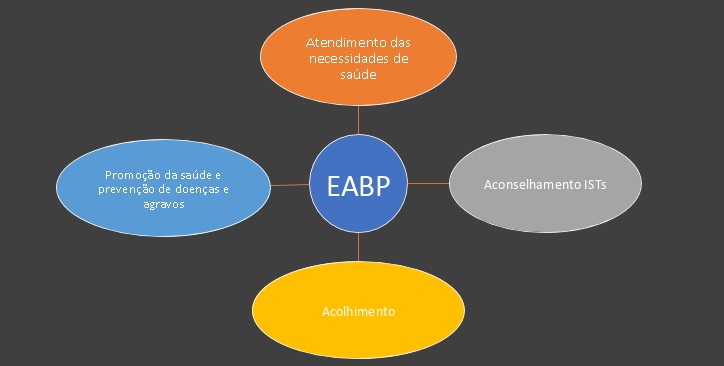 Atendimento das
necessidades de
saúde
Promoção da saúde e
prevenção de doenças e
agravos
EABP
Aconselhamento ISTs
Acolhimento